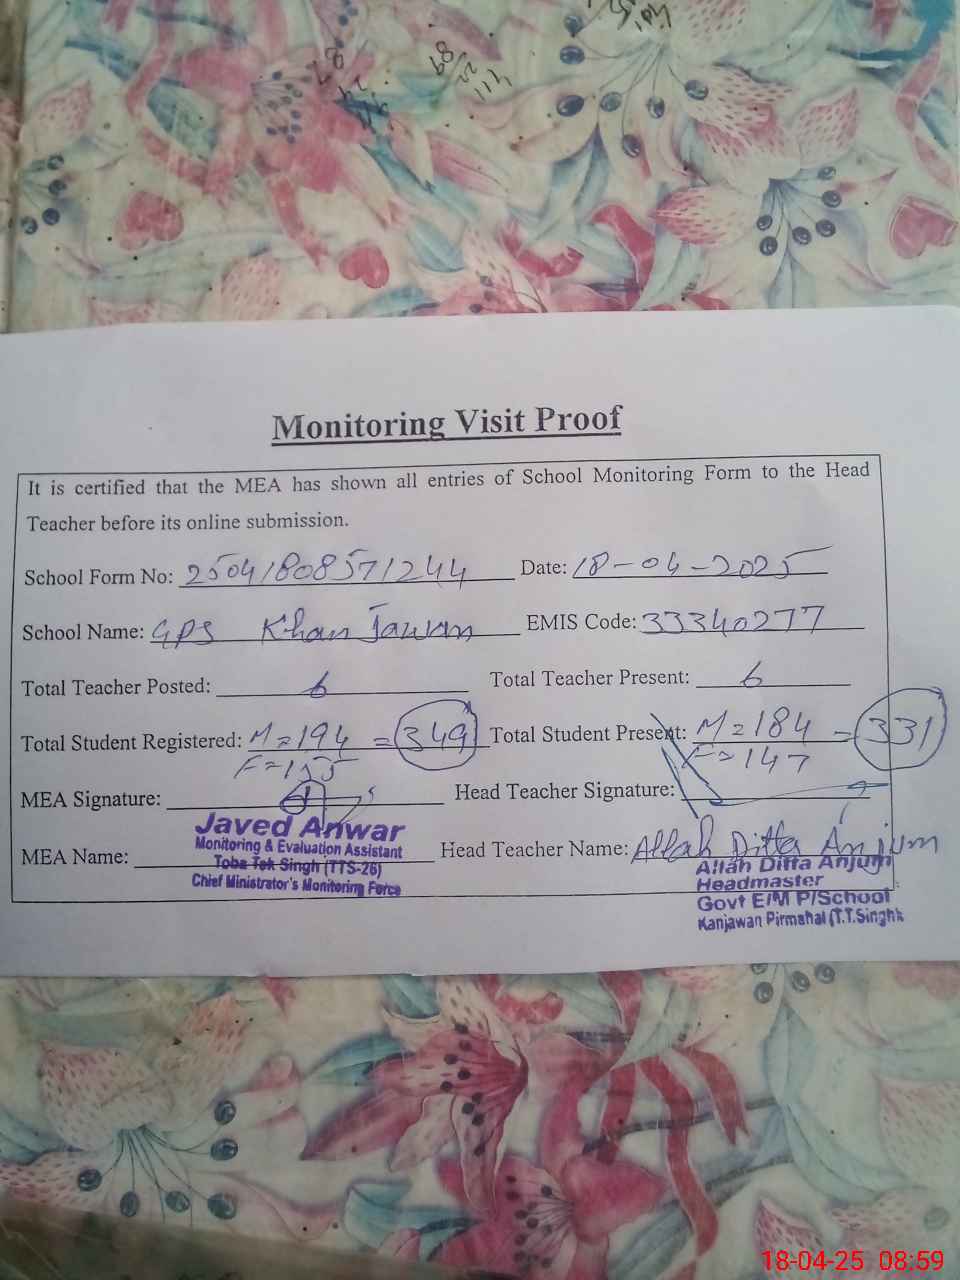 Monitoring Visit Proof
It is certified that the MEA has shown all entries of School Monitoring Form to the Head
Teacher before its online submission.
School Form No: 25041808571244 Date: 18-04-2025
School Name: GPS Khan Jawan EMIS Code: 33340277
Total Teacher Posted: 6 Total Teacher Present: 6
Total Student Registered: M=194 =349 Total Student Present: M=184 =331
F=155 F=147
MEA Signature: Head Teacher Signature:
Javed Anwar
Monitoring & Evaluation Assistant
MEA Name: Head Teacher Name: Allah Ditta Anjum
Toba Tek Singh (TTS-26)
Chief Ministrator's Monitoring Force
Allah Ditta Anjum
Headmaster
Govt E/M P/School
Kanjawan Pirmahal (T.T.Singh)
18-04-25 08:59